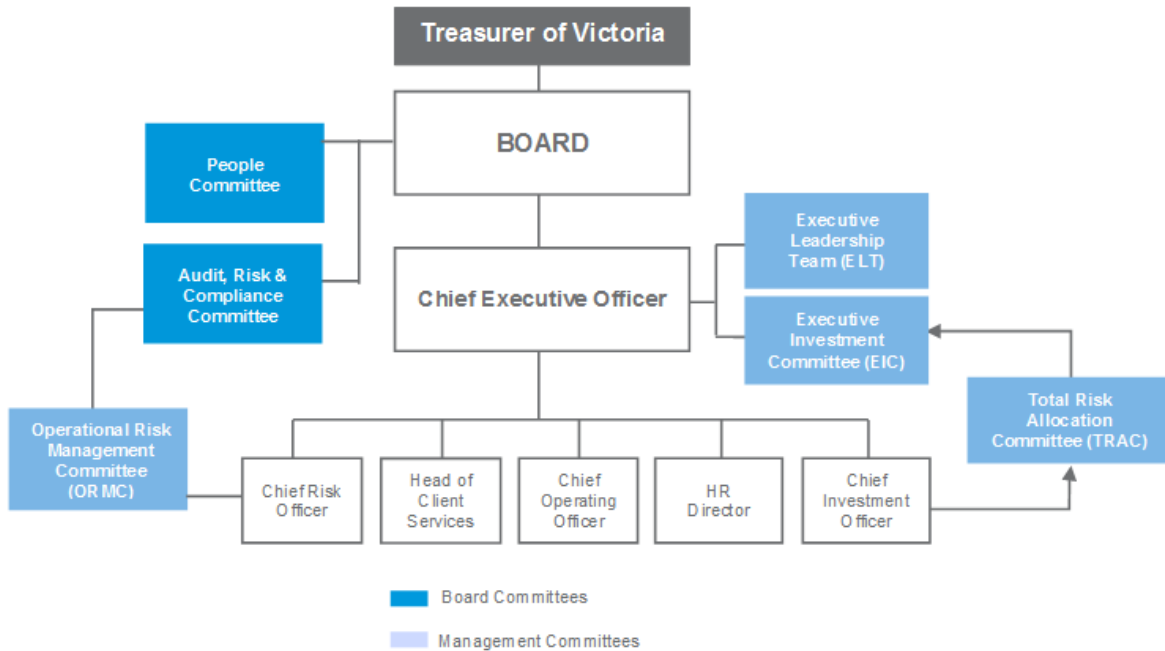 Treasurer of Victoria
BOARD
People
Committee
Executive
Leadership
Team (ELT)
Audit, Risk &
Compliance
Committee
Chief Executive Officer
Executive
Investment
Committee (EIC)
Total Risk
Allocation
Committee (TRAC)
Operational Risk
Management
Committee
(ORMC)
Chief Risk
Officer
Head of
Client
Services
Chief
Operating
Officer
HR
Director
Chief
Investment
Officer
Board Committees
Management Committees